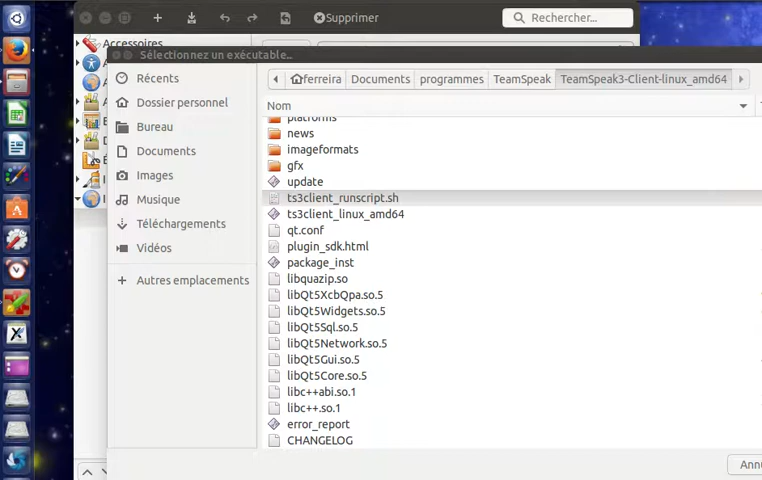 Supprimer
Rechercher...
Accessoires
Sélectionnez un exécutable...
Récents
Dossier personnel
Bureau
Documents
Images
Musique
Téléchargements
Vidéos
Autres emplacements
ferreira Documents programmes TeamSpeak TeamSpeak3-Client-linux_amd64
Nom
platforms
news
imageformats
gfx
update
ts3client_runscript.sh
ts3client_linux_amd64
qt.conf
plugin_sdk.html
package_inst
libquazip.so
libQt5XcbQpa.so.5
libQt5Widgets.so.5
libQt5Sql.so.5
libQt5Network.so.5
libQt5Gui.so.5
libQt5Core.so.5
libc++abi.so.1
libc++.so.1
error_report
CHANGELOG
Annu